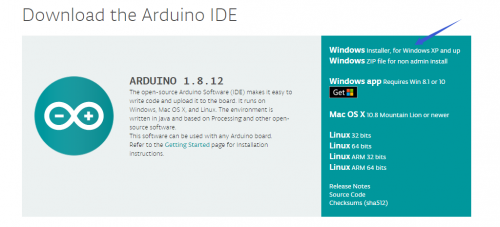 Download the Arduino IDE
ARDUINO 1.8.12
The open-source Arduino Software (IDE) makes it easy to
write code and upload it to the board. It runs on
Windows, Mac OS X, and Linux. The environment is
written in Java and based on Processing and other open-
source software.
This software can be used with any Arduino board.
Refer to the Getting Started page for Installation
instructions.
Windows Installer, for Windows XP and up
Windows ZIP file for non admin install
Windows app Requires Win 8.1 or 10
Get
Mac OS X 10.8 Mountain Lion or newer
Linux 32 bits
Linux 64 bits
Linux ARM 32 bits
Linux ARM 64 bits
Release Notes
Source Code
Checksums (sha512)